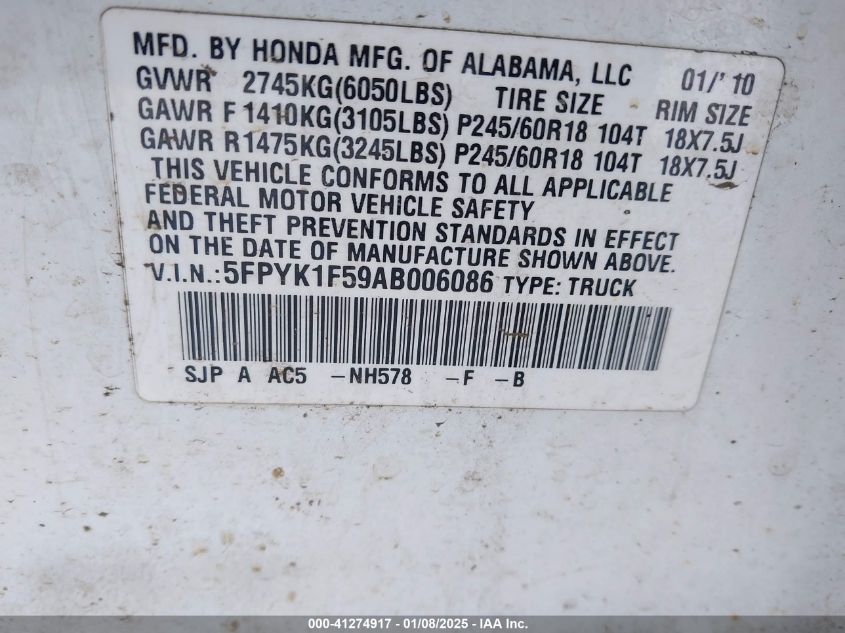 MFD. BY HONDA MFG. OF ALABAMA, LLC 01/'10
GVWR 2745KG(6050LBS) TIRE SIZE RIM SIZE
GAWR F 1410KG(3105LBS) P245/60R18 104T 18X7.5J
GAWR R1475KG(3245LBS) P245/60R18 104T 18X7.5J
THIS VEHICLE CONFORMS TO ALL APPLICABLE
FEDERAL MOTOR VEHICLE SAFETY
AND THEFT PREVENTION STANDARDS IN EFFECT
ON THE DATE OF MANUFACTURE SHOWN ABOVE.
V.I.N.:5FPYK1F59AB006086 TYPE: TRUCK
SJP A AC5 -NH578 -F -B
000-41274917 - 01/08/2025 - IAA Inc.